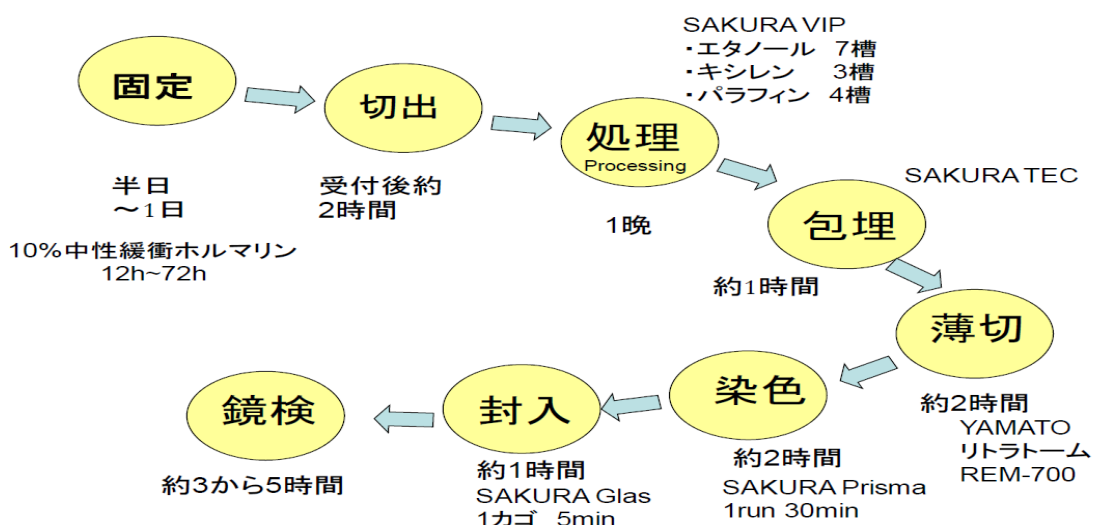 固定
半日
～1日
10%中性緩衝ホルマリン
12h~72h
切出
受付後約
2時間
SAKURA VIP
・エタノール 7槽
・キシレン 3槽
・パラフィン 4槽
処理
Processing
1晩
SAKURA TEC
包埋
約1時間
薄切
約2時間
YAMATO
リトラトーム
REM-700
染色
約2時間
SAKURA Prisma
1run 30min
封入
約1時間
SAKURA Glas
1カゴ 5min
鏡検
約3から5時間